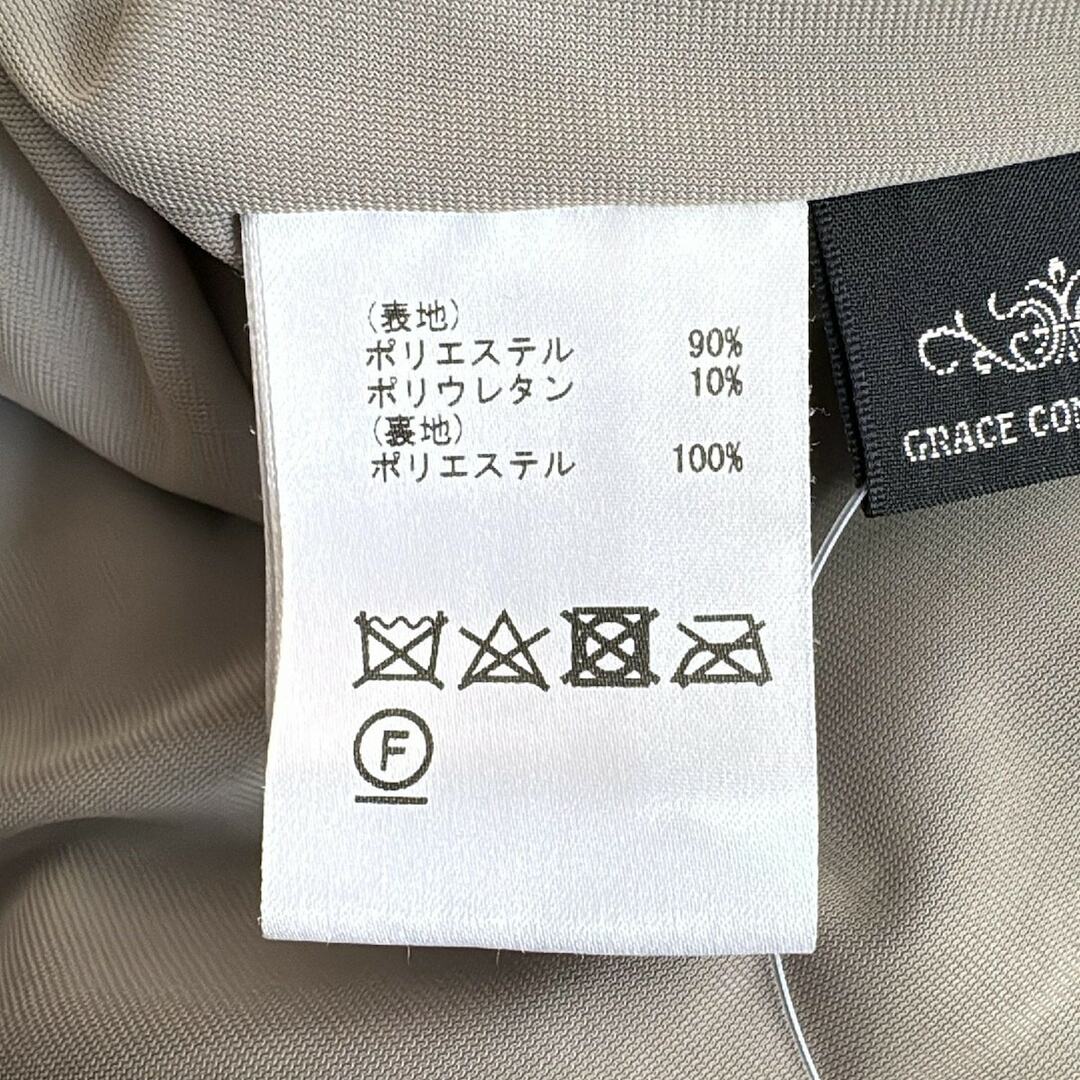 (表地)
ポリエステル 90%
ポリウレタン 10%
(裏地)
ポリエステル 100%
F
GRACE CON